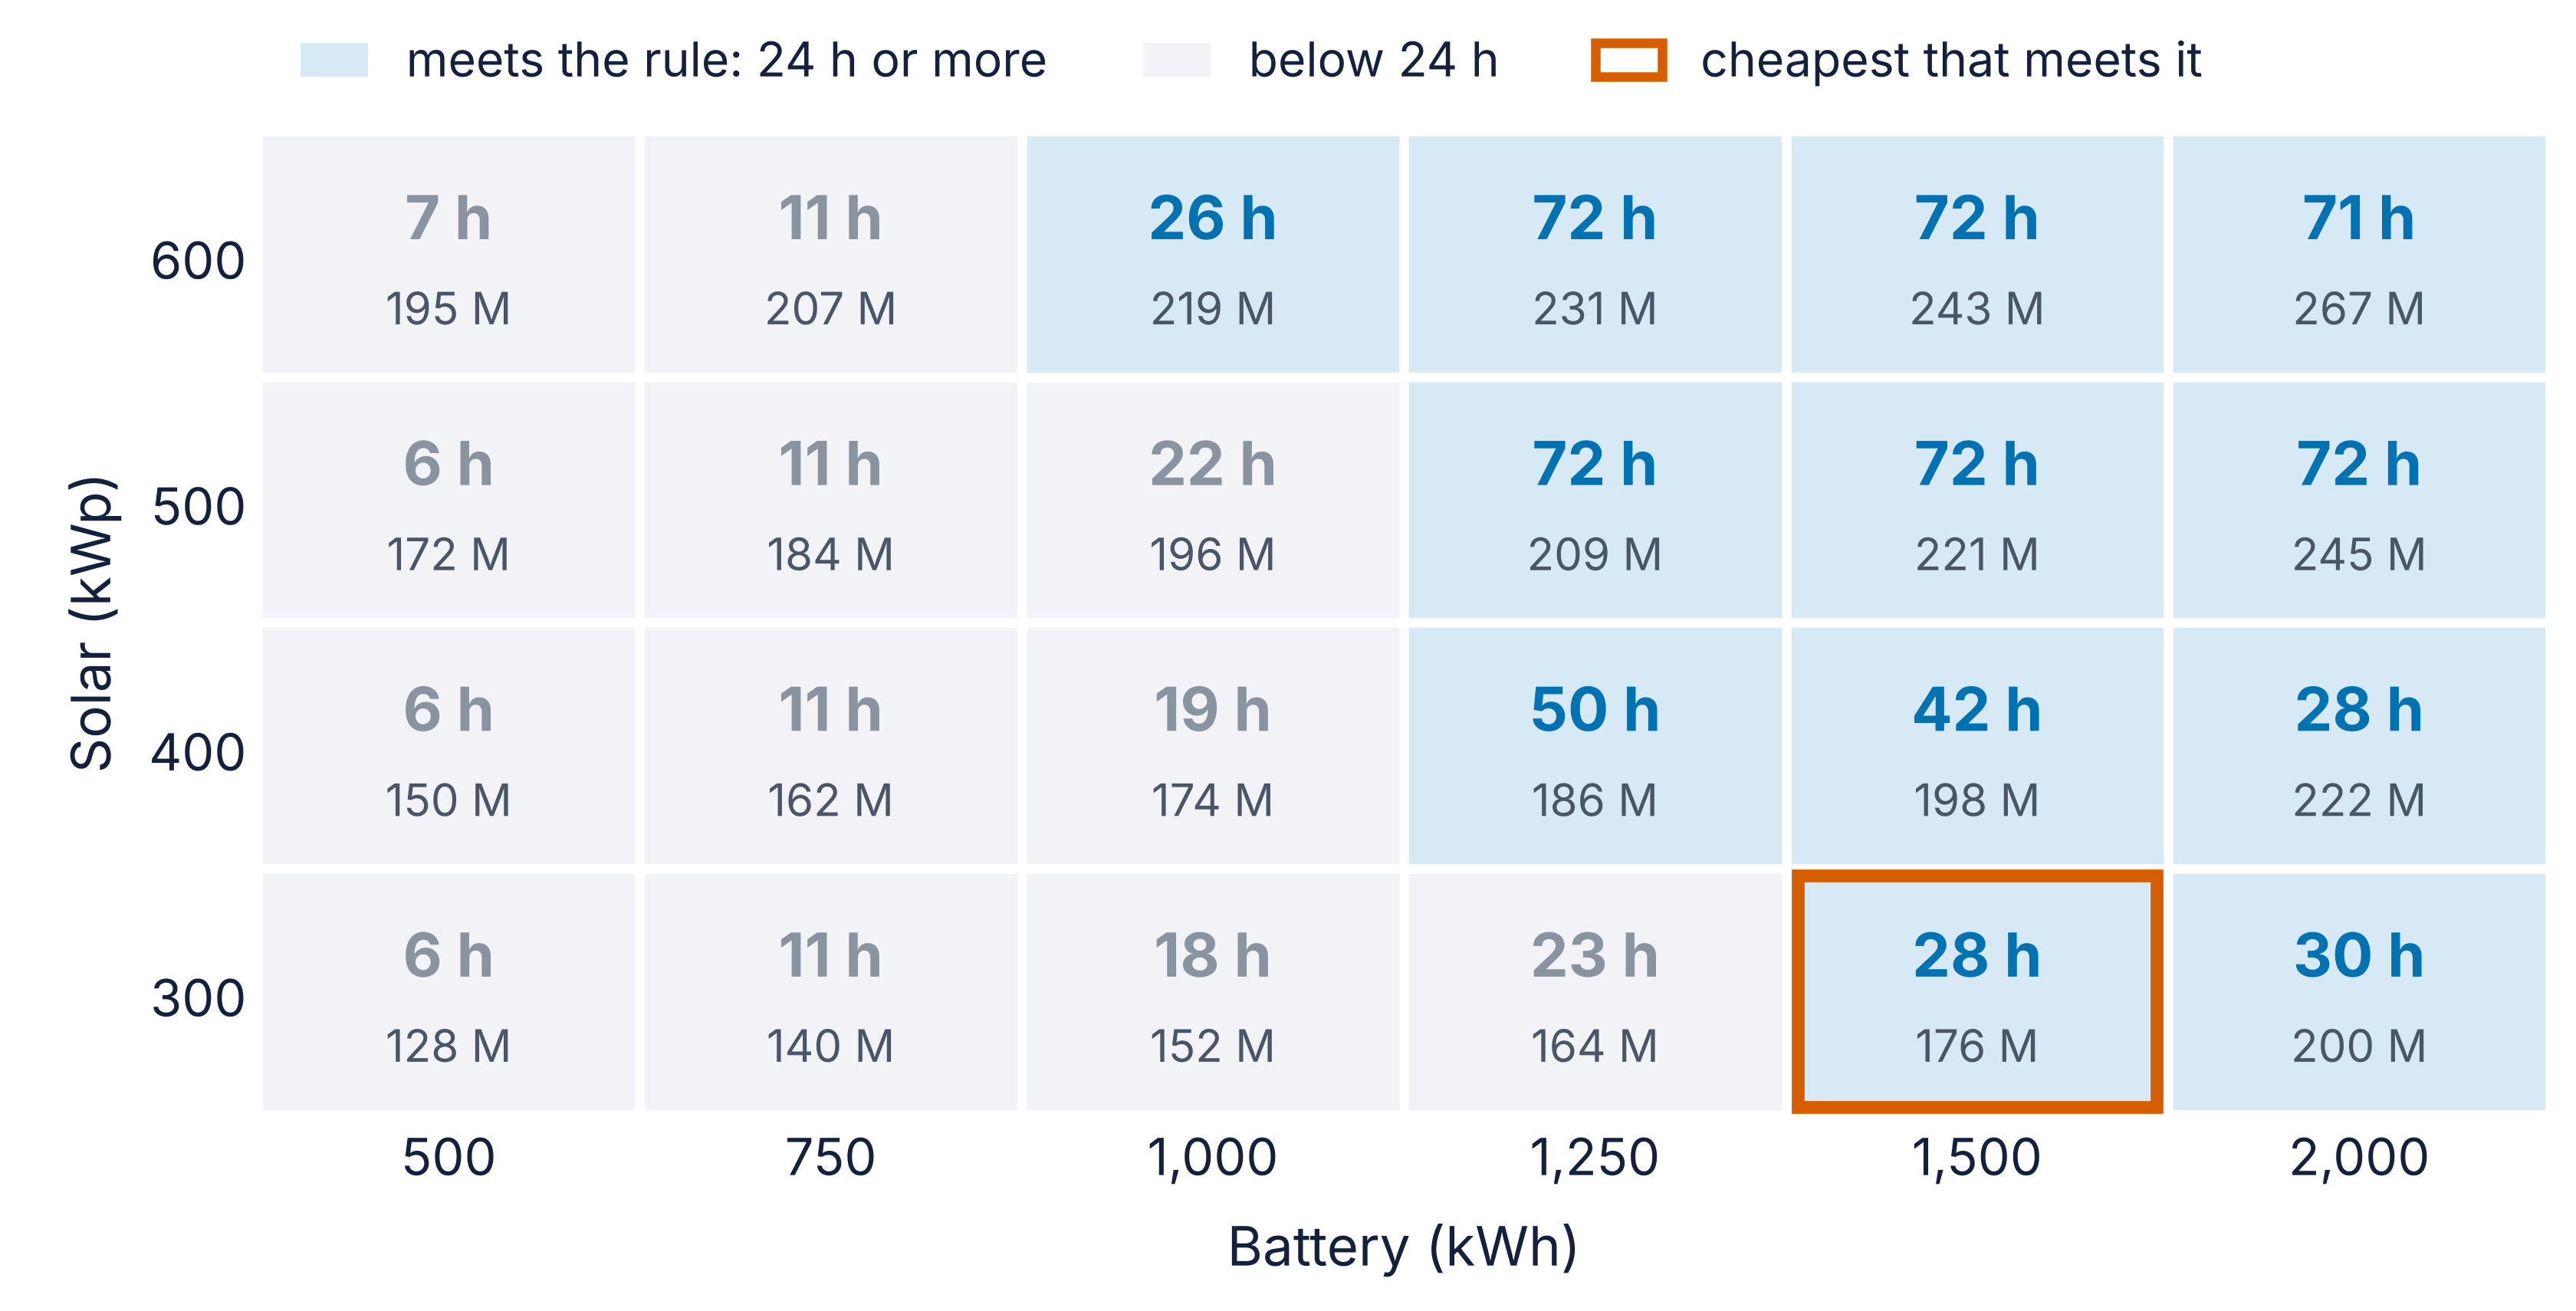 meets the rule: 24 h or more below 24 h cheapest that meets it
Solar (kWp)
600
7 h 11 h 26 h 72 h 72 h 71 h
195 M 207 M 219 M 231 M 243 M 267 M
500
6 h 11 h 22 h 72 h 72 h 72 h
172 M 184 M 196 M 209 M 221 M 245 M
400
6 h 11 h 19 h 50 h 42 h 28 h
150 M 162 M 174 M 186 M 198 M 222 M
300
6 h 11 h 18 h 23 h 28 h 30 h
128 M 140 M 152 M 164 M 176 M 200 M
500 750 1,000 1,250 1,500 2,000
Battery (kWh)